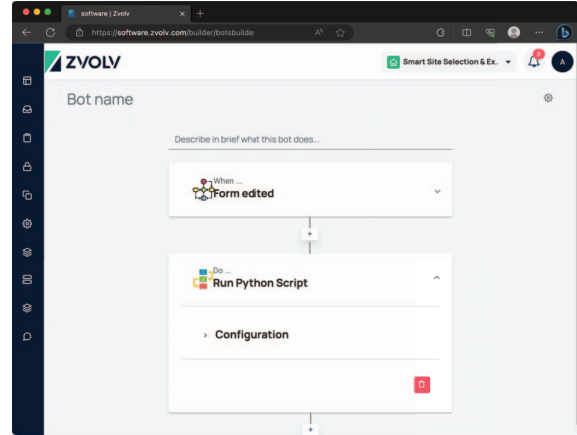 software | Zvolv
https://software.zvolv.com/builder/botsbuilde
ZVOLV
Smart Site Selection & Ex..
0
A
Bot name
Describe in brief what this bot does...
When ...
Form edited
+
Do ...
Run Python Script
Configuration
+